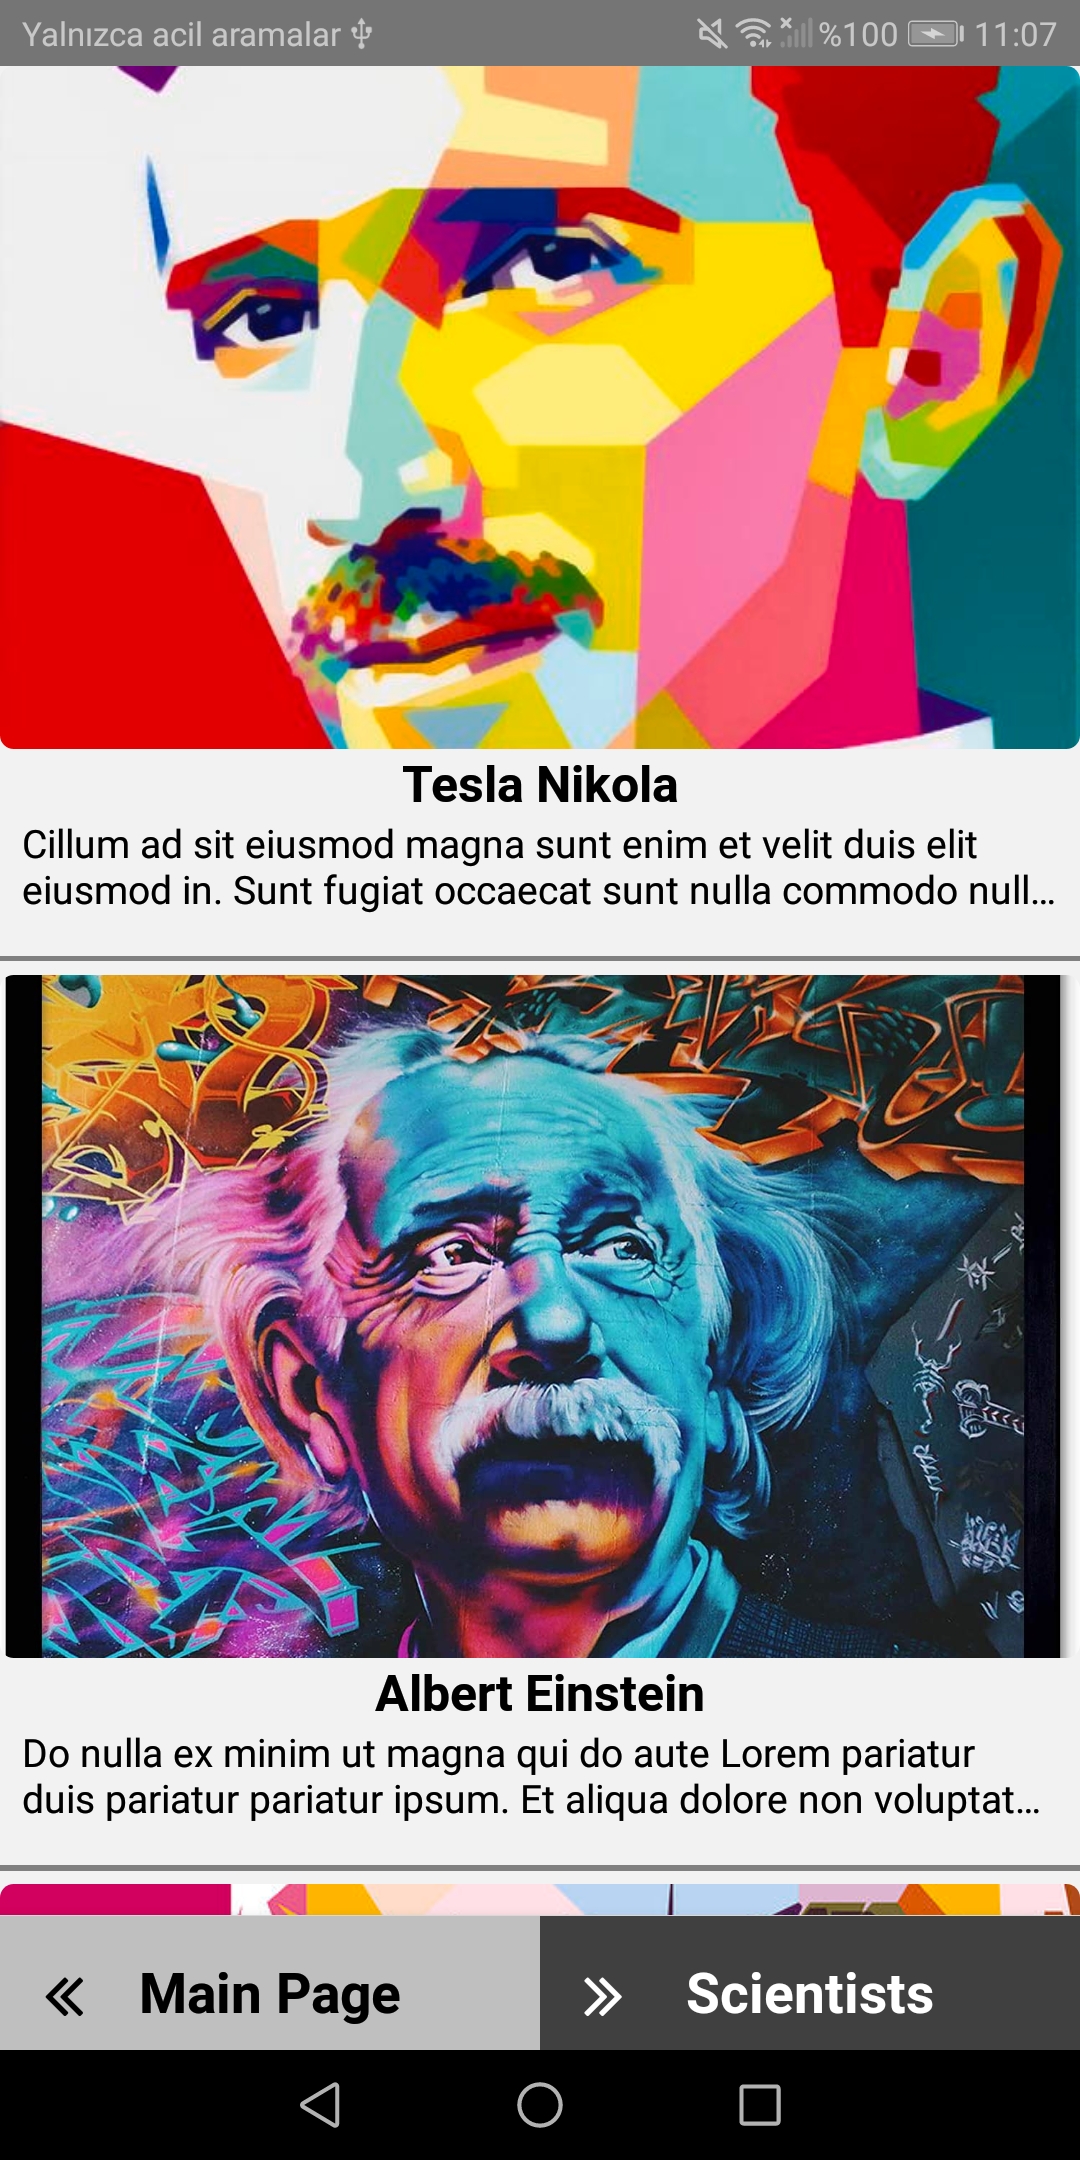 Yalnızca acil aramalar %100 11:07
Tesla Nikola
Cillum ad sit eiusmod magna sunt enim et velit duis elit
eiusmod in. Sunt fugiat occaecat sunt nulla commodo null…
Albert Einstein
Do nulla ex minim ut magna qui do aute Lorem pariatur
duis pariatur pariatur ipsum. Et aliqua dolore non voluptat…
Main Page Scientists